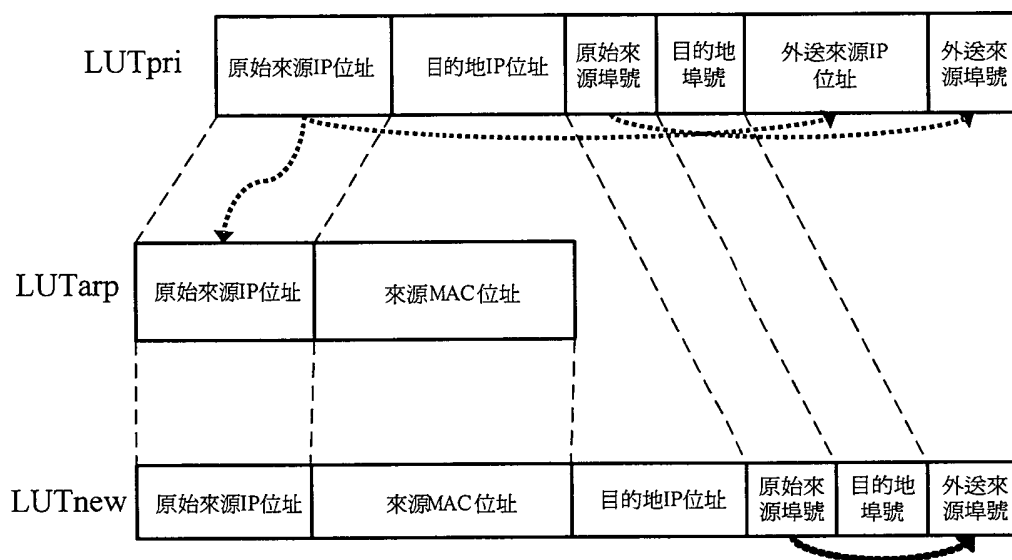 LUTpri
原始來源IP位址
目的地IP位址
原始來
源埠號
目的地
埠號
外送來源IP
位址
外送來
源埠號
LUTarp
原始來源IP位址
來源MAC位址
LUTnew
原始來源IP位址
來源MAC位址
目的地IP位址
原始來
源埠號
目的地
埠號
外送來
源埠號